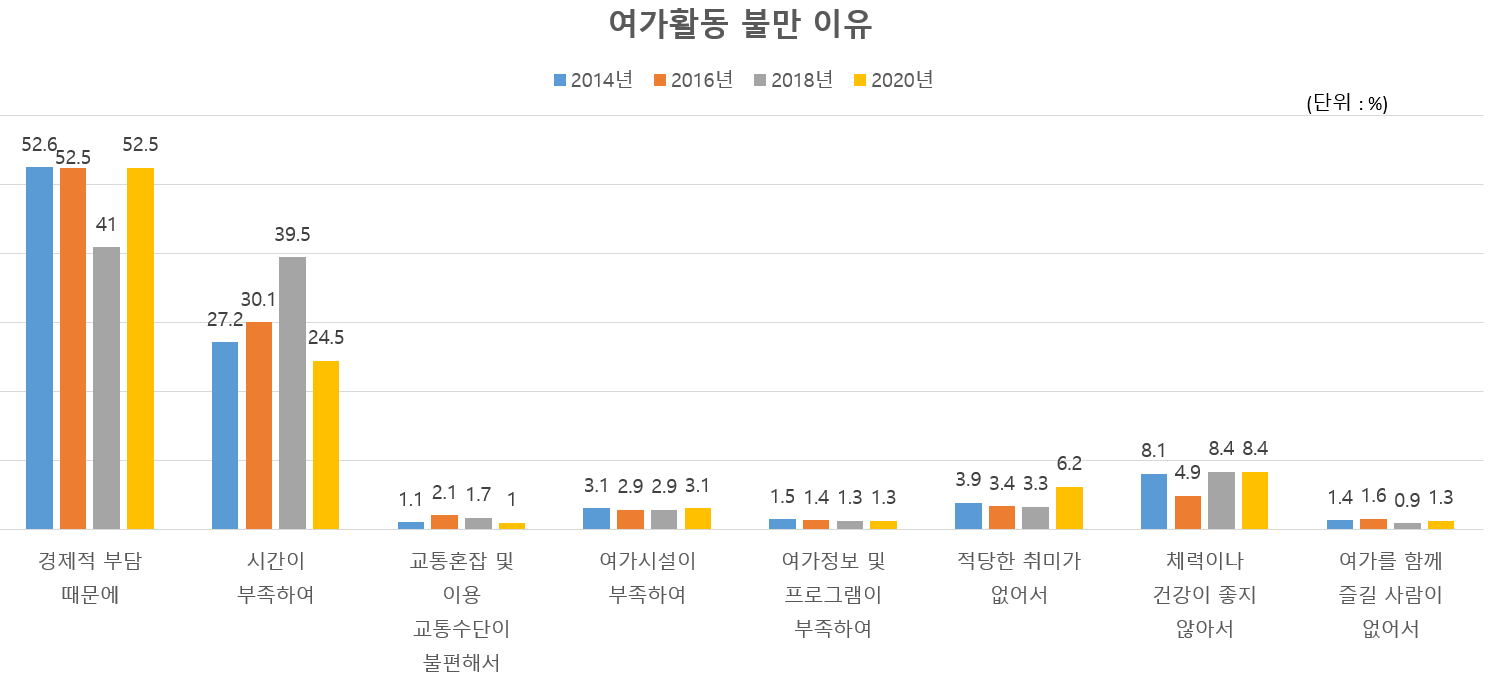 여가활동 불만 이유
2014년 2016년 2018년 2020년
(단위 : %)
52.6 52.5 41 52.5
27.2 30.1 39.5 24.5
1.1 2.1 1.7 1
3.1 2.9 2.9 3.1
1.5 1.4 1.3 1.3
3.9 3.4 3.3 6.2
8.1 4.9 8.4 8.4
1.4 1.6 0.9 1.3
경제적 부담
때문에
시간이
부족하여
교통혼잡 및
이용
교통수단이
불편해서
여가시설이
부족하여
여가정보 및
프로그램이
부족하여
적당한 취미가
없어서
체력이나
건강이 좋지
않아서
여가를 함께
즐길 사람이
없어서